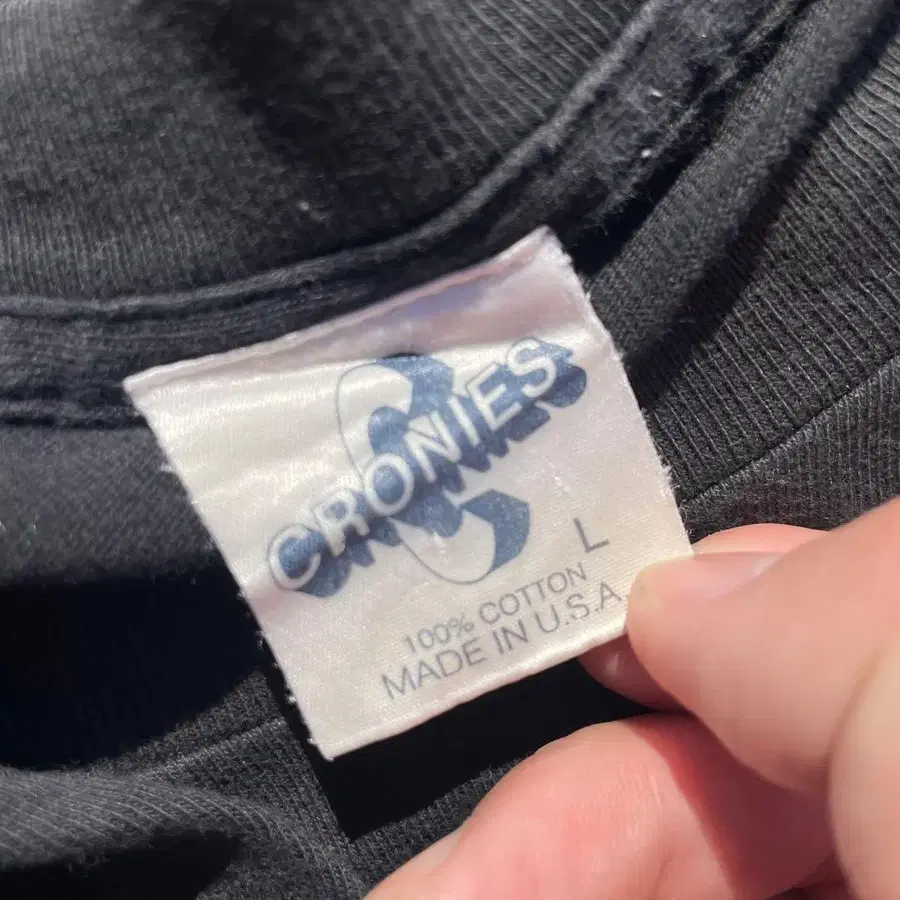 CRONIES
L
100% COTTON
MADE IN U.S.A.